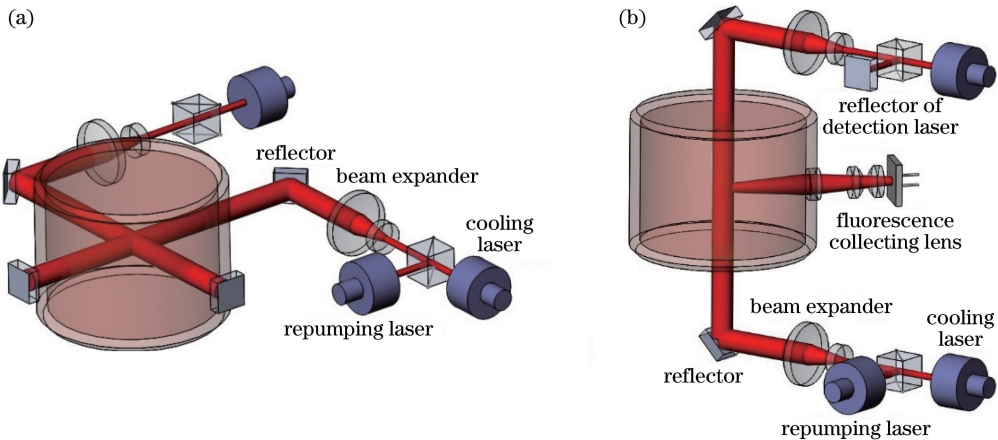 (a)
reflector
beam expander
cooling
laser
repumping laser
(b)
reflector of
detection laser
fluorescence
collecting lens
beam expander
cooling
laser
reflector
repumping laser